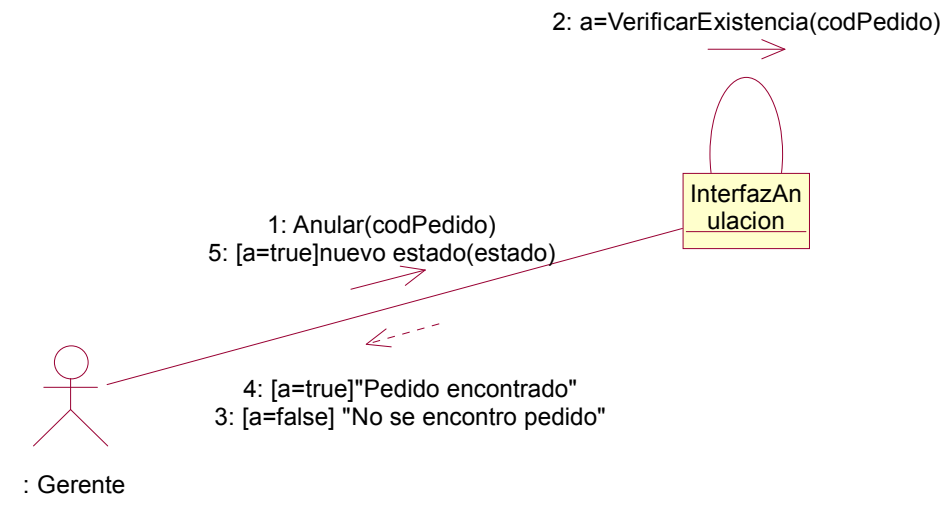 2: a=VerificarExistencia(codPedido)
InterfazAn
ulacion
1: Anular(codPedido)
5: [a=true]nuevo estado(estado)
4: [a=true]"Pedido encontrado"
3: [a=false] "No se encontro pedido"
: Gerente